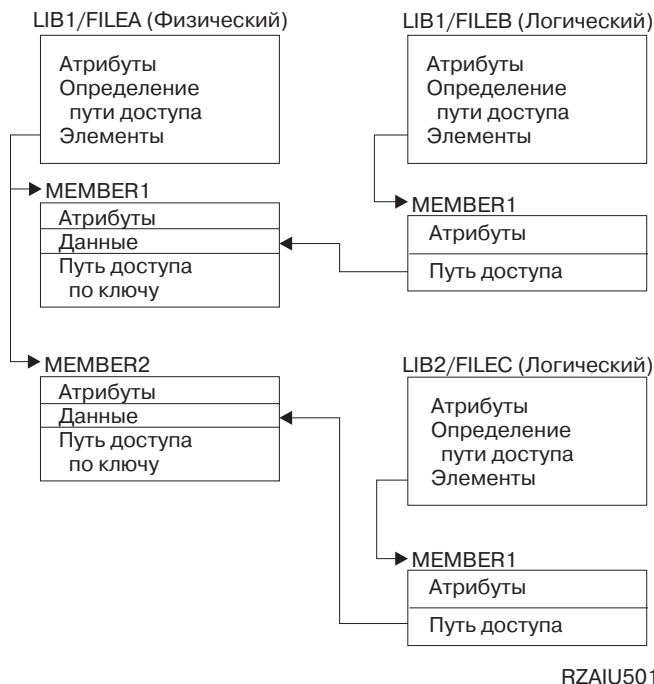 LIB1/FILEA (Физический)
Атрибуты
Определение
пути доступа
Элементы
MEMBER1
Атрибуты
Данные
Путь доступа
по ключу
MEMBER2
Атрибуты
Данные
Путь доступа
по ключу
LIB1/FILEB (Логический)
Атрибуты
Определение
пути доступа
Элементы
MEMBER1
Атрибуты
Путь доступа
LIB2/FILEC (Логический)
Атрибуты
Определение
пути доступа
Элементы
MEMBER1
Атрибуты
Путь доступа
RZAIU501